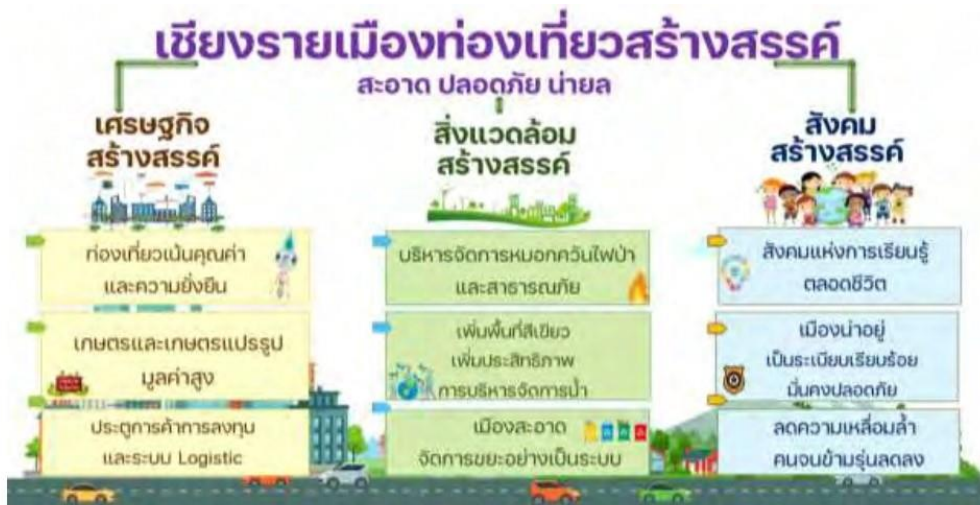 เชียงรายเมืองท่องเที่ยวสร้างสรรค์
สะอาด ปลอดภัย น่ายล
เศรษฐกิจ
สร้างสรรค์
ท่องเที่ยวเน้นคุณค่า
และความยั่งยืน
เกษตรและเกษตรแปรรูป
มูลค่าสูง
ประตูการค้าการลงทุน
และระบบ Logistic
สิ่งแวดล้อม
สร้างสรรค์
บริหารจัดการหมอกควันไฟป่า
และสาธารณภัย
เพิ่มพื้นที่สีเขียว
เพิ่มประสิทธิภาพ
การบริหารจัดการน้ำ
เมืองสะอาด
จัดการขยะอย่างเป็นระบบ
สังคม
สร้างสรรค์
สังคมแห่งการเรียนรู้
ตลอดชีวิต
เมืองน่าอยู่
เป็นระเบียบเรียบร้อย
มั่นคงปลอดภัย
ลดความเหลื่อมล้ำ
คนจนข้ามรุ่นลดลง